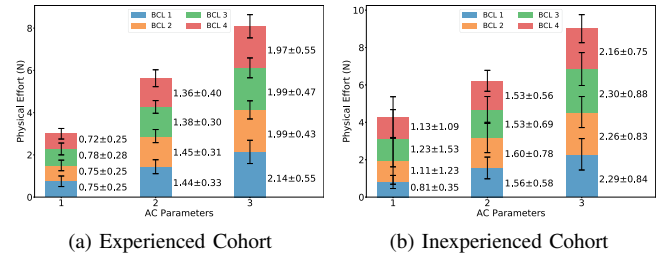 BCL 1 BCL 3
BCL 2 BCL 4
Physical Effort (N)
8
6
4
2
0
1.97±0.55
1.99±0.47
1.99±0.43
2.14±0.55
1.36±0.40
1.38±0.30
1.45±0.31
1.44±0.33
0.72±0.25
0.78±0.28
0.75±0.25
0.75±0.25
1 2 3
AC Parameters
(a) Experienced Cohort
BCL 1 BCL 3
BCL 2 BCL 4
Physical Effort (N)
10
8
6
4
2
0
2.16±0.75
2.30±0.88
2.26±0.83
2.29±0.84
1.53±0.56
1.53±0.69
1.60±0.78
1.56±0.58
1.13±1.09
1.23±1.53
1.11±1.23
0.81±0.35
1 2 3
AC Parameters
(b) Inexperienced Cohort